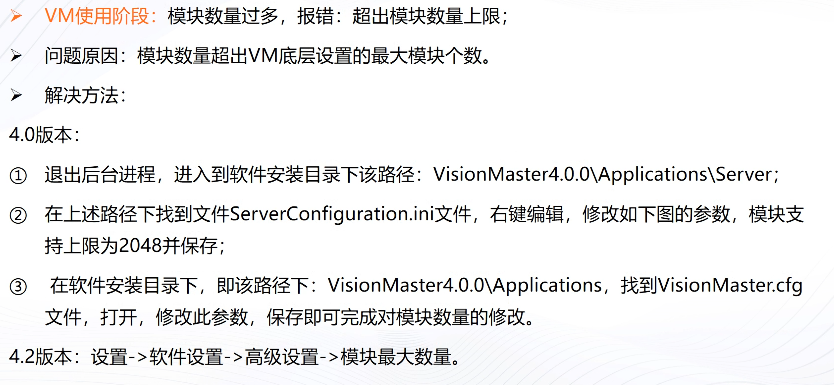 ➢ VM使用阶段：模块数量过多，报错：超出模块数量上限；
➢ 问题原因：模块数量超出VM底层设置的最大模块个数。
➢ 解决方法：
4.0版本：
① 退出后台进程，进入到软件安装目录下该路径：VisionMaster4.0.0\Applications\Server；
② 在上述路径下找到文件ServerConfiguration.ini文件，右键编辑，修改如下图的参数，模块支
持上限为2048并保存；
③ 在软件安装目录下，即该路径下：VisionMaster4.0.0\Applications，找到VisionMaster.cfg
文件，打开，修改此参数，保存即可完成对模块数量的修改。
4.2版本：设置->软件设置->高级设置->模块最大数量。